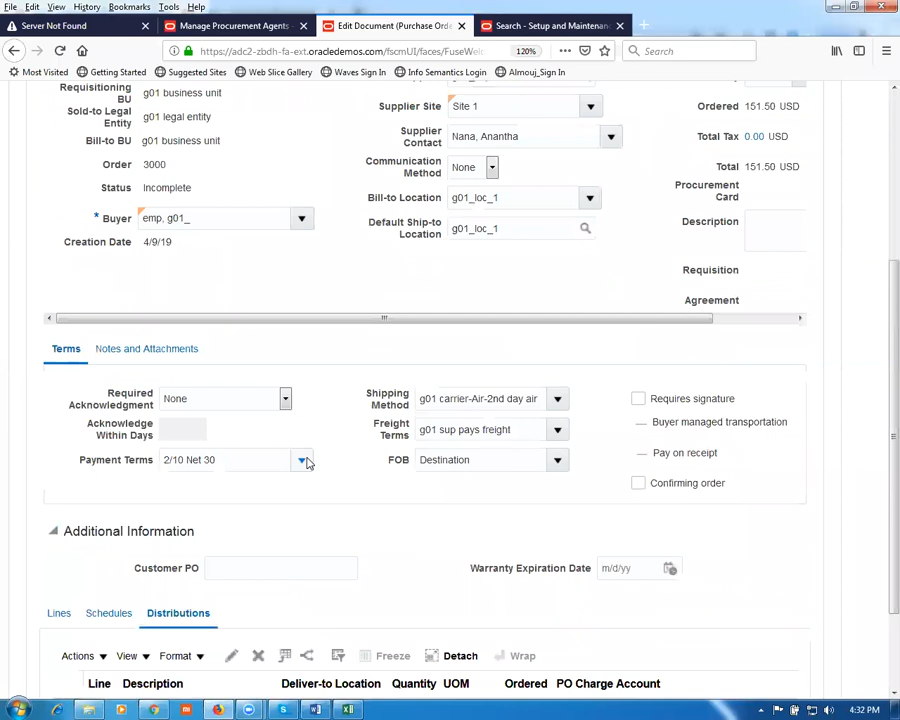 File Edit View History Bookmarks Tools Help
Server Not Found
Manage Procurement Agents -
Edit Document (Purchase Orde
Search - Setup and Maintenan
https://adc2-zbdh-fa-ext.oracledemos.com/fscmUI/faces/FuseWelc
120%
Search
Most Visited Getting Started Suggested Sites Web Slice Gallery Waves Sign In Info Semantics Login Almouj_Sign In
Requisitioning BU g01 business unit
Sold-to Legal Entity g01 legal entity
Bill-to BU g01 business unit
Order 3000
Status Incomplete
* Buyer emp, g01_
Creation Date 4/9/19
Supplier Site Site 1
Supplier Contact Nana, Anantha
Communication Method None
Bill-to Location g01_loc_1
Default Ship-to Location g01_loc_1
Ordered 151.50 USD
Total Tax 0.00 USD
Total 151.50 USD
Procurement Card
Description
Requisition
Agreement
Terms Notes and Attachments
Required Acknowledgment None
Acknowledge Within Days
Payment Terms 2/10 Net 30
Shipping Method g01 carrier-Air-2nd day air
Freight Terms g01 sup pays freight
FOB Destination
Requires signature
Buyer managed transportation
Pay on receipt
Confirming order
Additional Information
Customer PO
Warranty Expiration Date m/d/yy
Lines Schedules Distributions
Actions View Format Freeze Detach Wrap
Line Description Deliver-to Location Quantity UOM Ordered PO Charge Account
4:32 PM